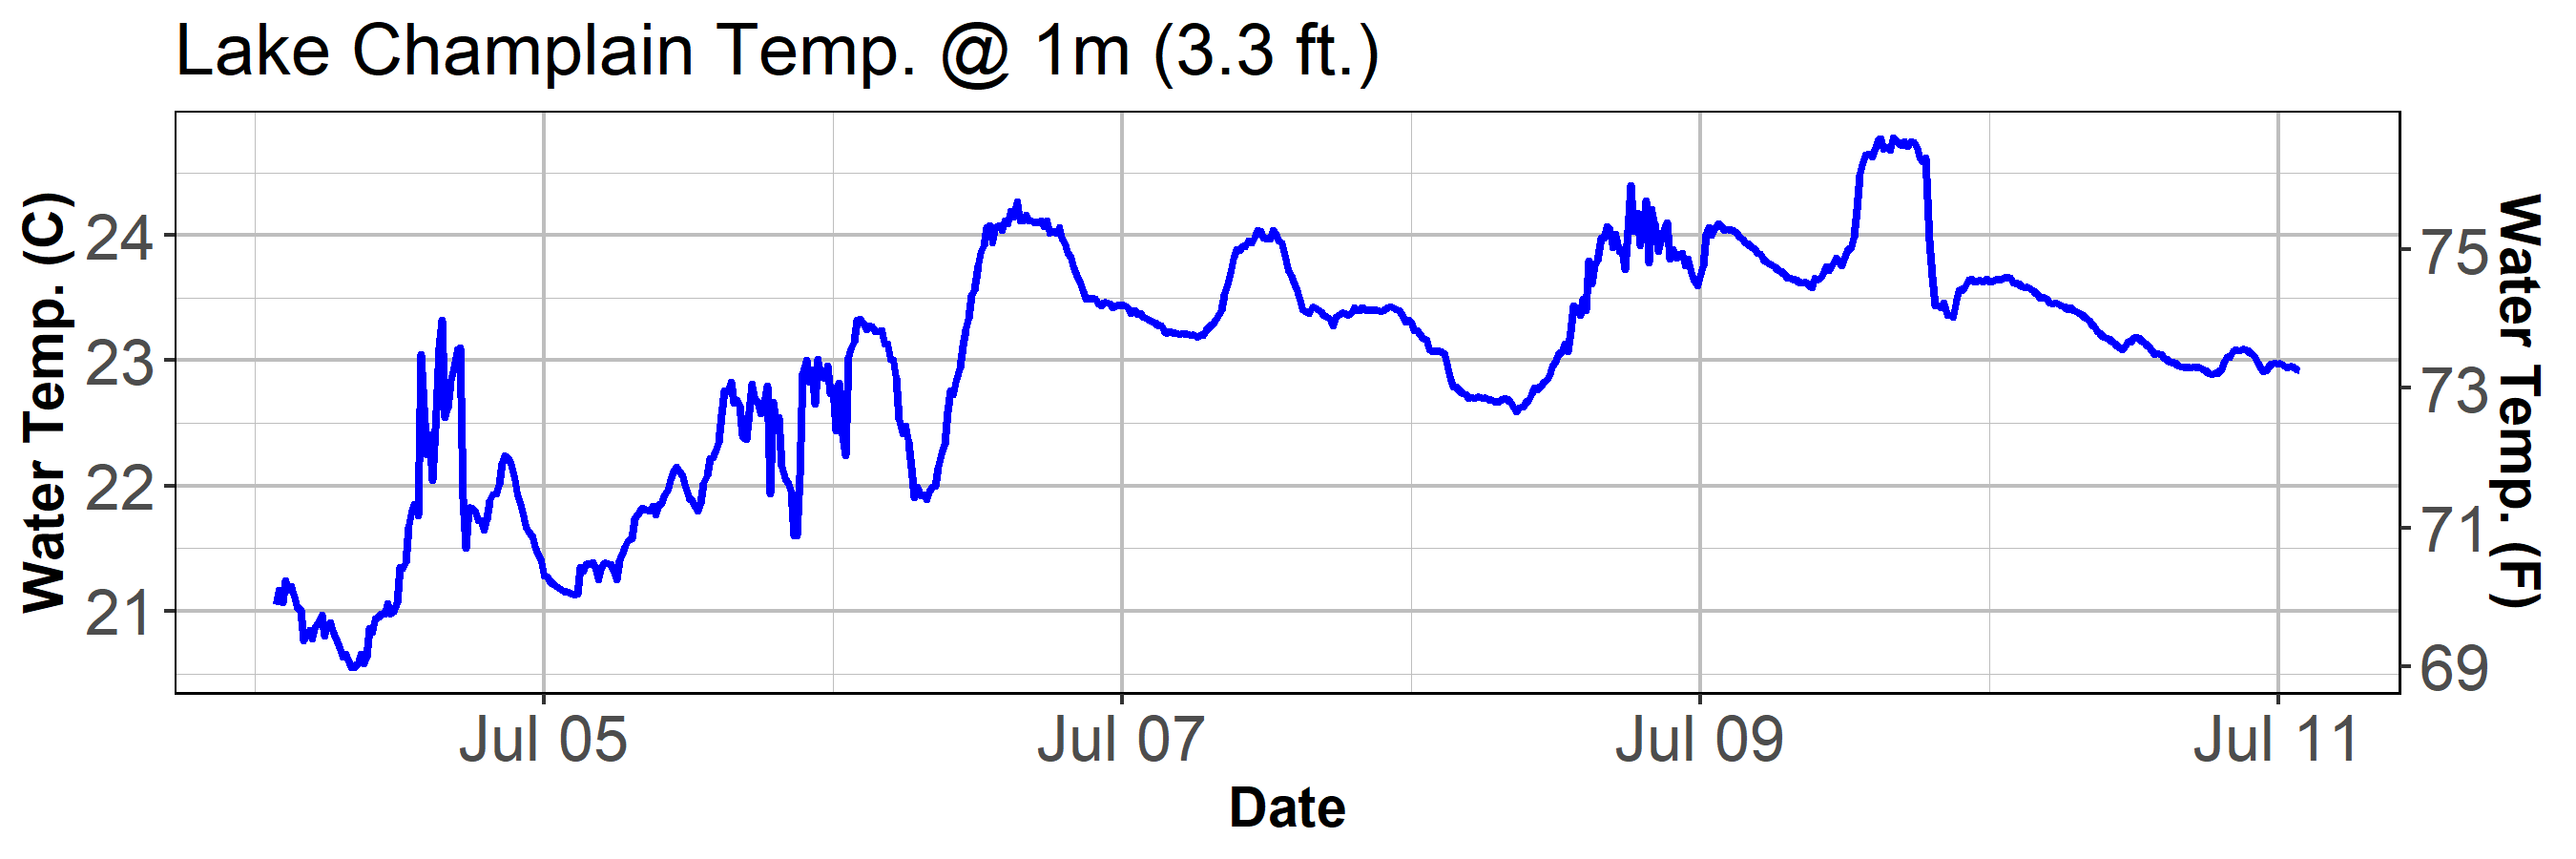 Lake Champlain Temp. @ 1m (3.3 ft.)
Water Temp. (C)
24
23
22
21
75
73
71
69
Water Temp. (F)
Jul 05
Jul 07
Jul 09
Jul 11
Date